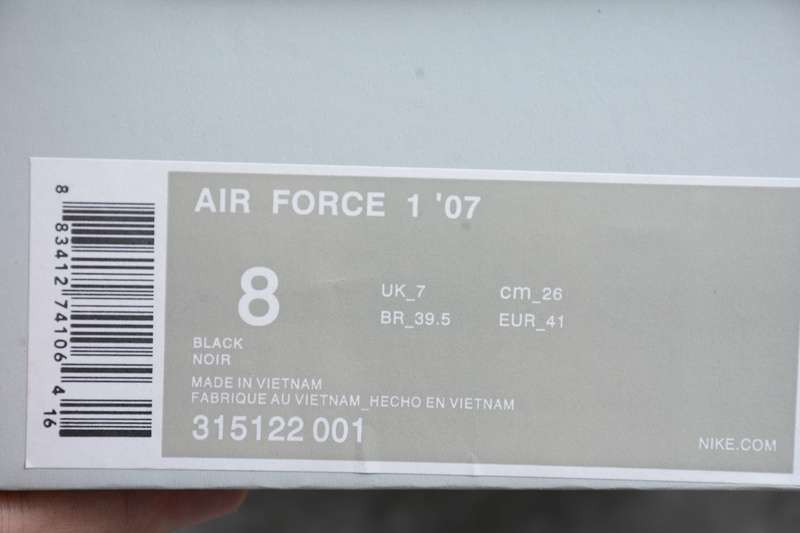 AIR FORCE 1 '07
8
UK_7
cm_26
BR_39.5
EUR_41
BLACK
NOIR
MADE IN VIETNAM
FABRIQUE AU VIETNAM_HECHO EN VIETNAM
315122 001
NIKE.COM
8 83412 74106 4 16